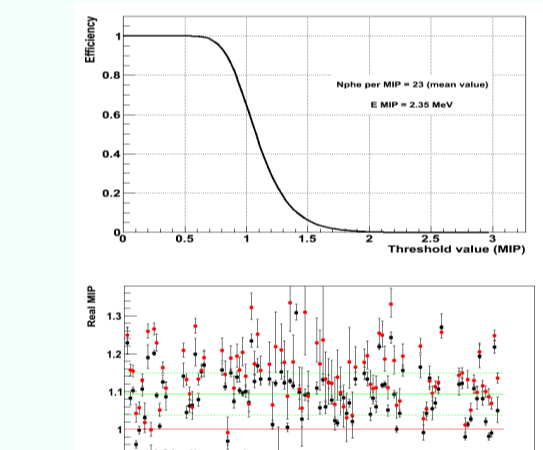 Efficiency
1
0.8
0.6
0.4
0.2
0
Nphe per MIP = 23 (mean value)
E MIP = 2.35 MeV
0 0.5 1 1.5 2 2.5 3
Threshold value (MIP)
Real MIP
1.3
1.2
1.1
1